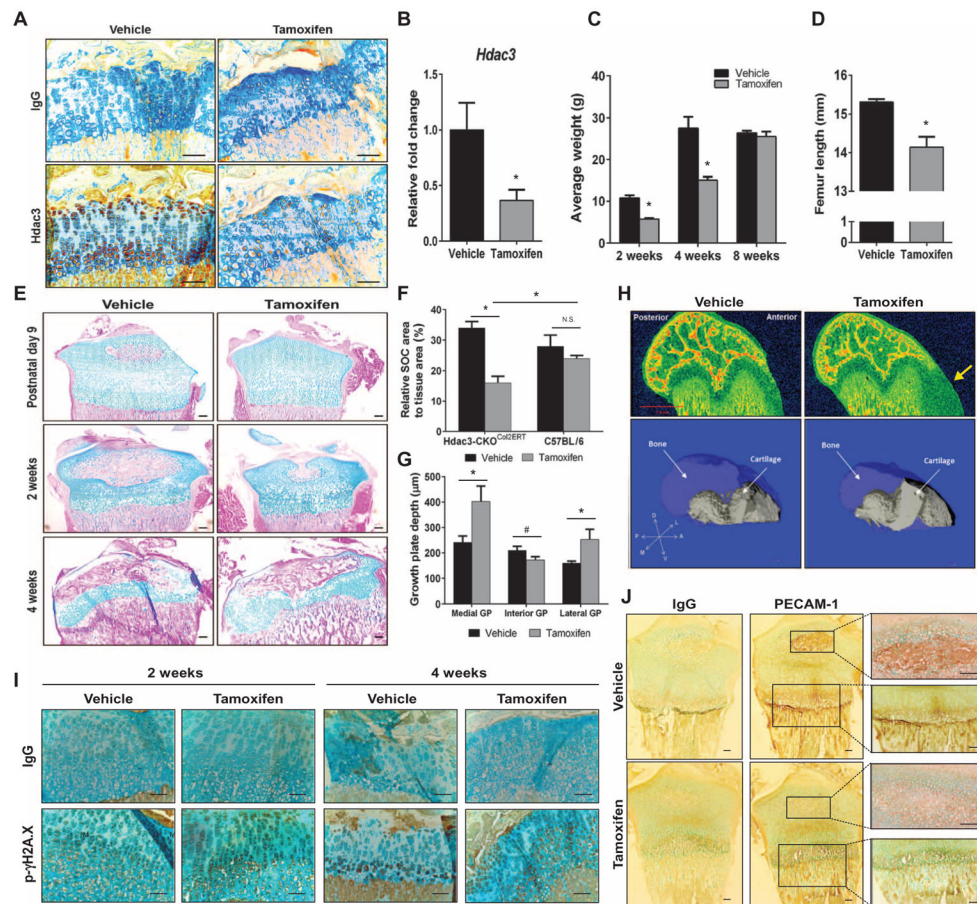 A
Vehicle
Tamoxifen
IgG
Hdac3
B
Hdac3
Relative fold change
1.5
1.0
0.5
0.0
*
Vehicle
Tamoxifen
C
Vehicle
Tamoxifen
Average weight (g)
40
30
20
10
0
*
*
2 weeks
4 weeks
8 weeks
D
Femur length (mm)
16
15
14
13
1
0
*
Vehicle
Tamoxifen
E
Vehicle
Tamoxifen
Postnatal day 9
2 weeks
4 weeks
F
Relative SOC area
to tissue area (%)
40
30
20
10
0
*
*
N.S.
Hdac3-CKOCol2ERT
C57BL/6
Vehicle
Tamoxifen
G
Growth plate depth (μm)
500
400
300
200
100
0
*
#
*
Medial GP
Interior GP
Lateral GP
Vehicle
Tamoxifen
H
Vehicle
Tamoxifen
Posterior
Anterior
Bone
Cartilage
Bone
Cartilage
D
L
P
A
M
V
I
2 weeks
4 weeks
Vehicle
Tamoxifen
Vehicle
Tamoxifen
IgG
p-γH2A.X
J
IgG
PECAM-1
Vehicle
Tamoxifen